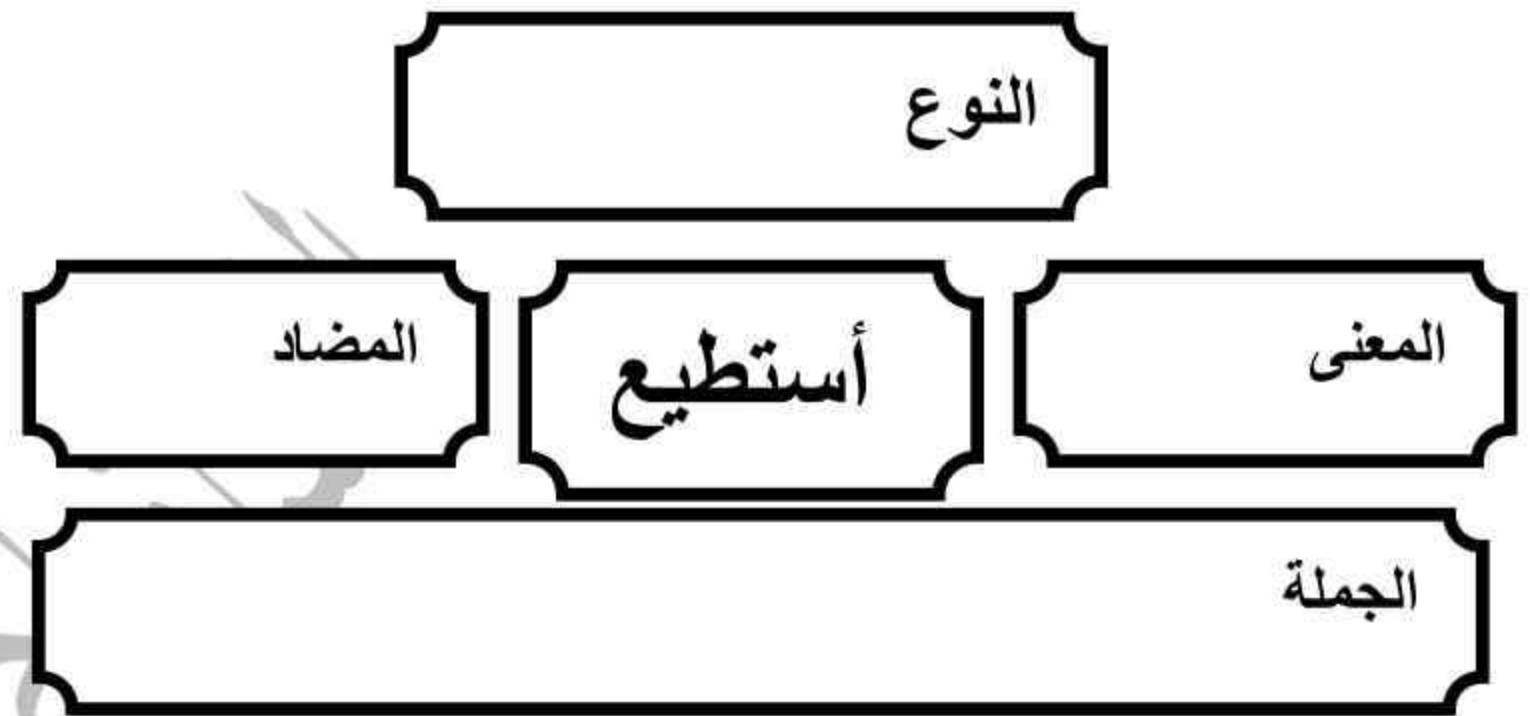 النوع
المعنى
أستطيع
المضاد
الجملة